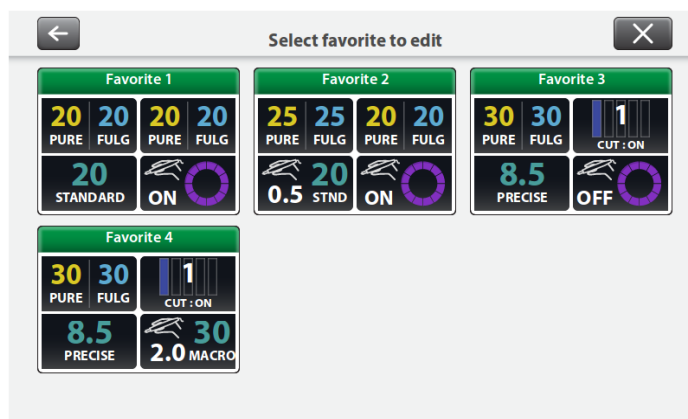 Select favorite to edit
Favorite 1
20 20 20 20
PURE FULG PURE FULG
20
STANDARD ON
Favorite 2
25 25 20 20
PURE FULG PURE FULG
0.5 20 STND ON
Favorite 3
30 30 1
PURE FULG CUT : ON
8.5
PRECISE OFF
Favorite 4
30 30 1
PURE FULG CUT : ON
8.5 30
PRECISE 2.0 MACRO